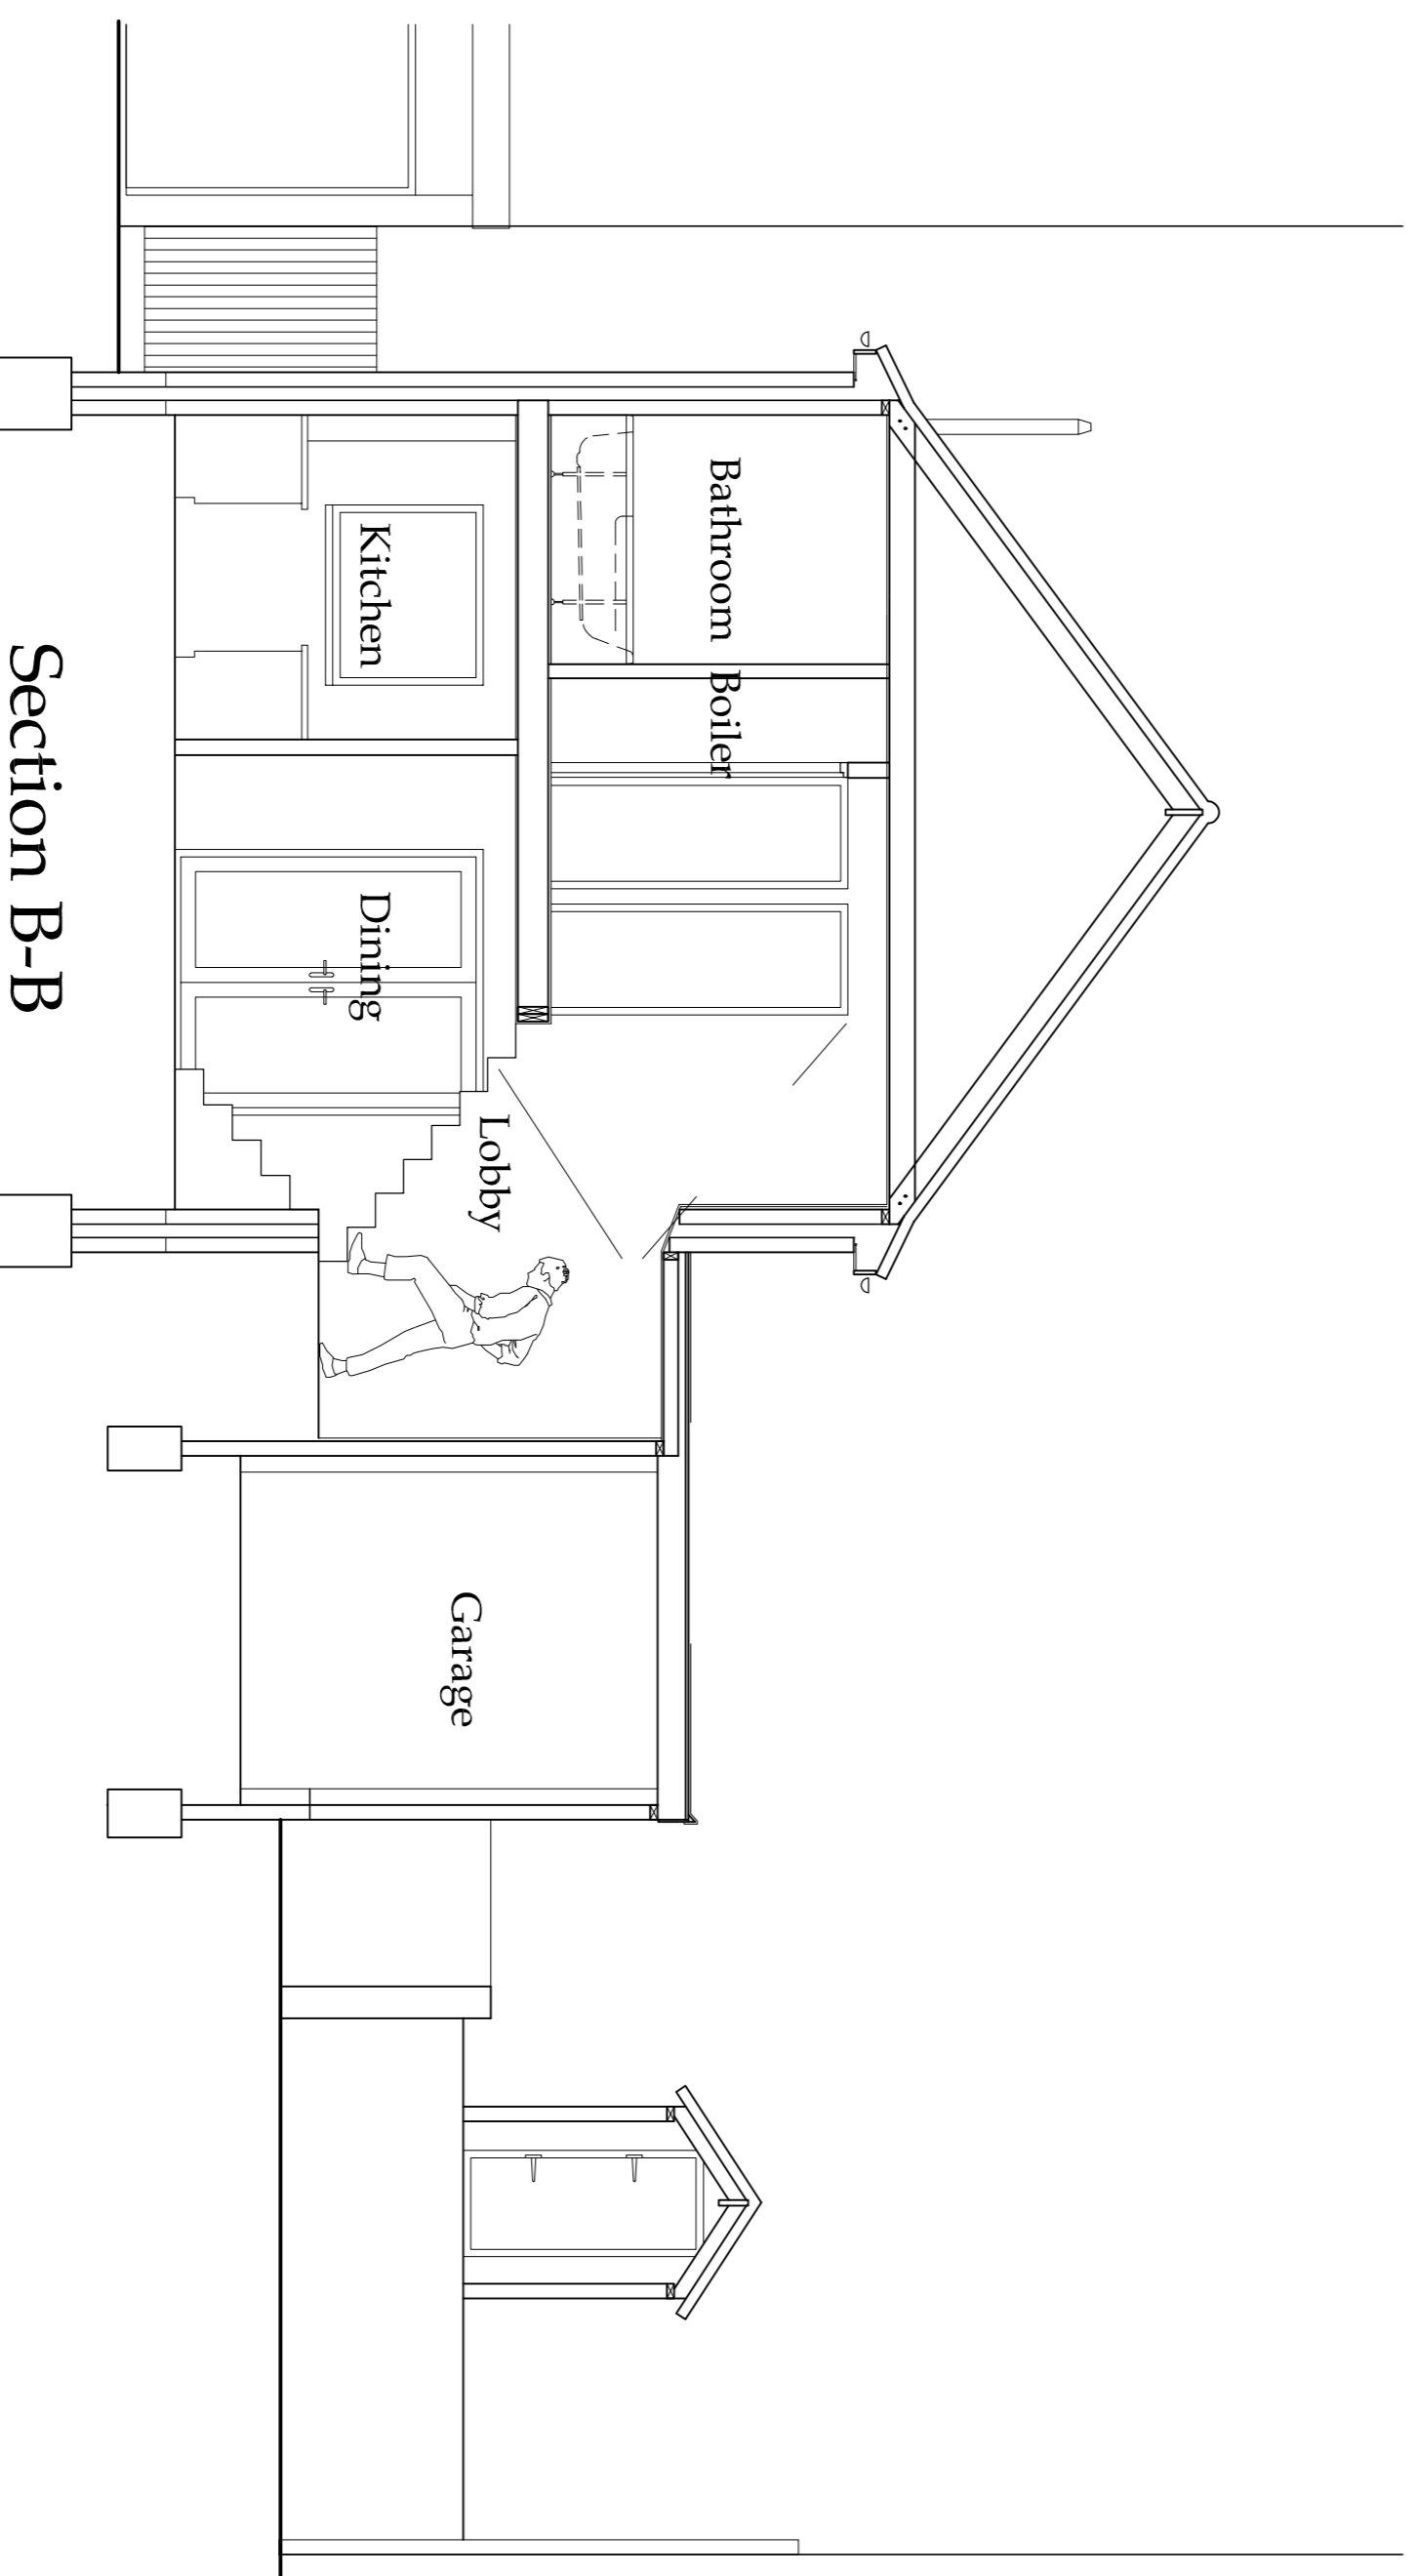 Bathroom
Boiler
Kitchen
Dining
Lobby
Garage
Section B-B